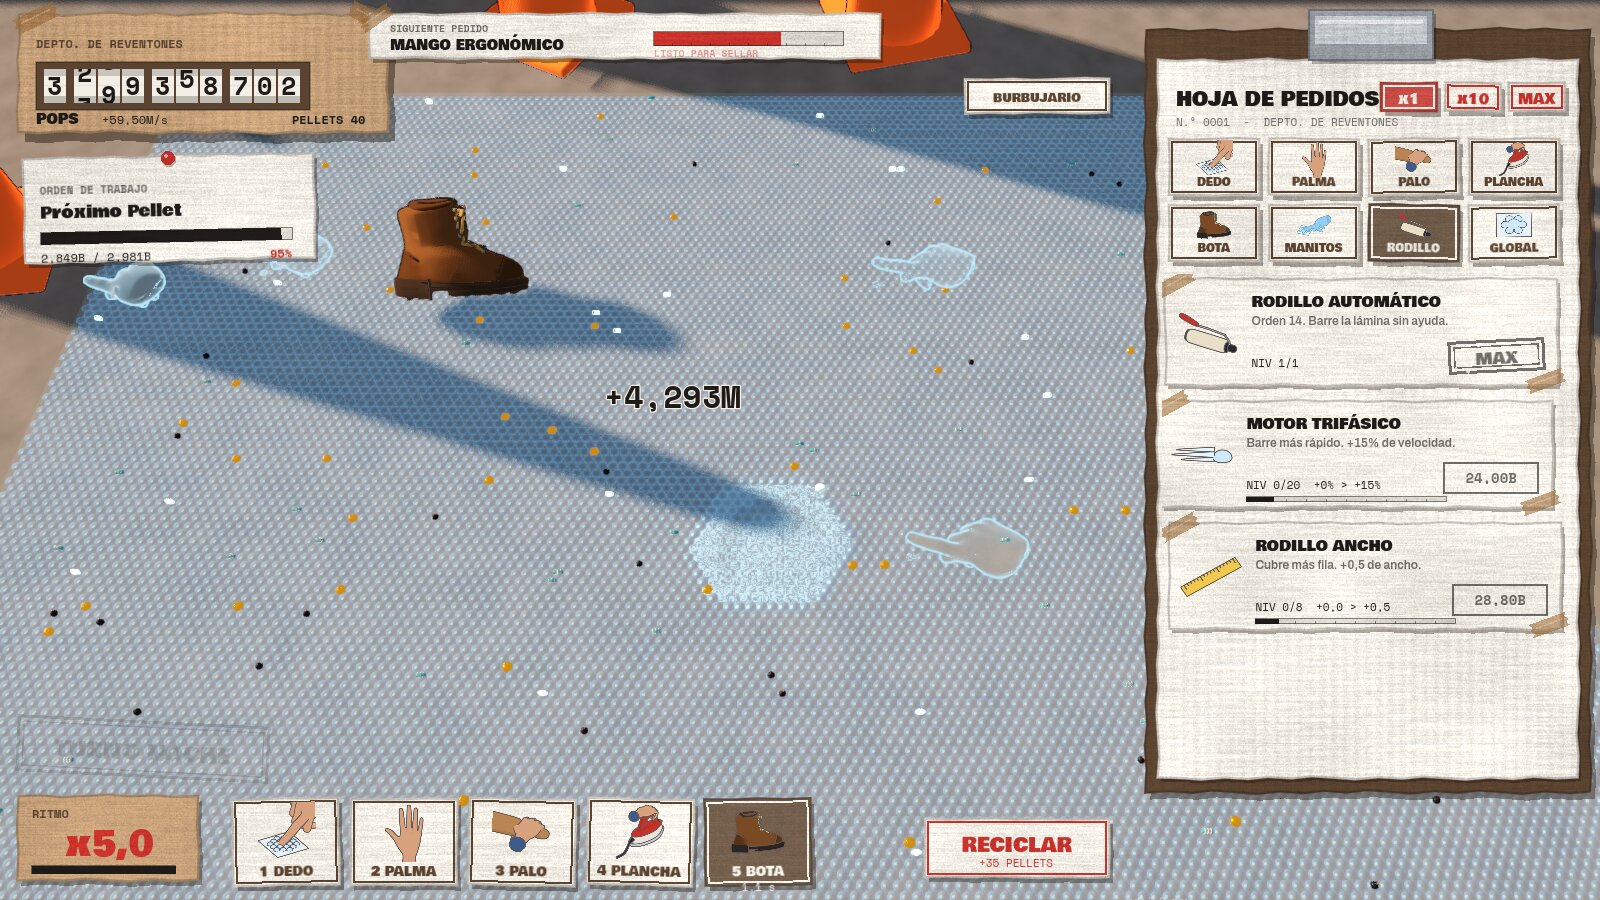 DEPTO. DE REVENTONES
358 702
POPS +59,50M/s PELLETS 40
SIGUIENTE PEDIDO
MANGO ERGONÓMICO
LISTO PARA SELLAR
BURBUJARIO
ORDEN DE TRABAJO
Próximo Pellet
2,849B / 2,981B 95%
+4,293M
HOJA DE PEDIDOS x1 x10 MAX
N.° 0001 - DEPTO. DE REVENTONES
DEDO PALMA PALO PLANCHA
BOTA MANITOS RODILLO GLOBAL
RODILLO AUTOMÁTICO
Orden 14. Barre la lámina sin ayuda.
NIV 1/1 MAX
MOTOR TRIFÁSICO
Barre más rápido. +15% de velocidad.
NIV 0/20 +0% > +15% 24,00B
RODILLO ANCHO
Cubre más fila. +0,5 de ancho.
NIV 0/8 +0.0 > +0.5 28,80B
RITMO
x5,0
1 DEDO 2 PALMA 3 PALO 4 PLANCHA 5 BOTA
RECICLAR
+35 PELLETS